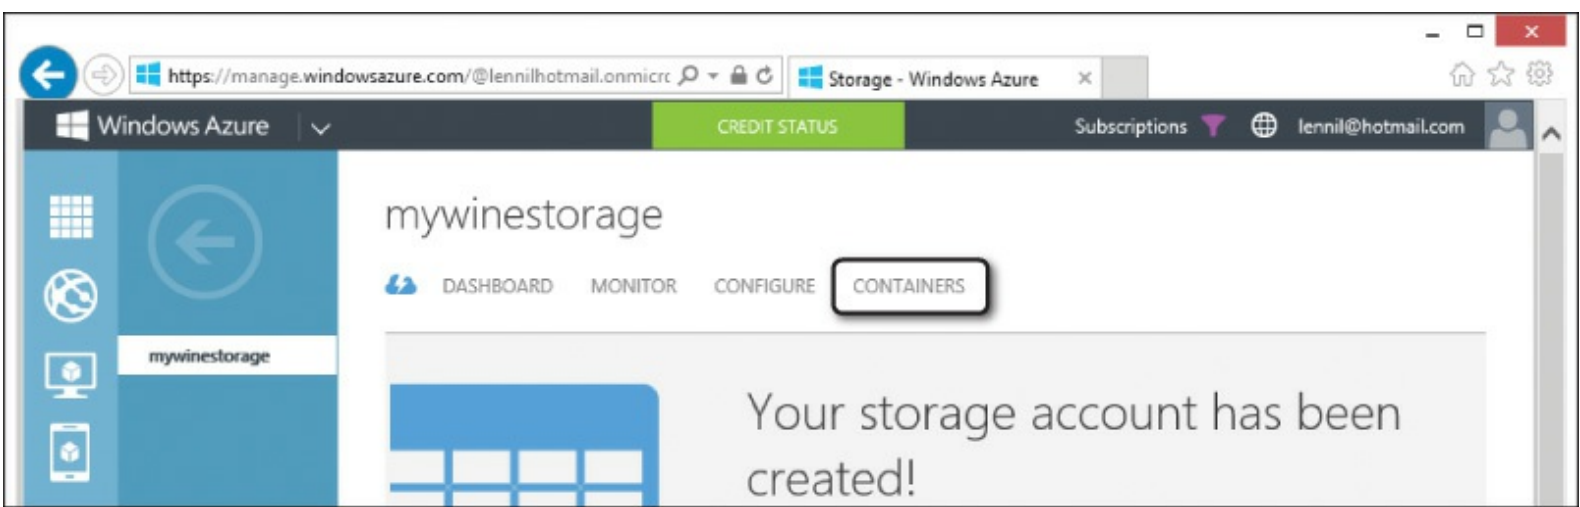 https://manage.windowsazure.com/@lennilhotmail.onmicrc
Storage - Windows Azure
Windows Azure
CREDIT STATUS
Subscriptions
lennil@hotmail.com
mywinestorage
DASHBOARD MONITOR CONFIGURE CONTAINERS
mywinestorage
Your storage account has been
created!